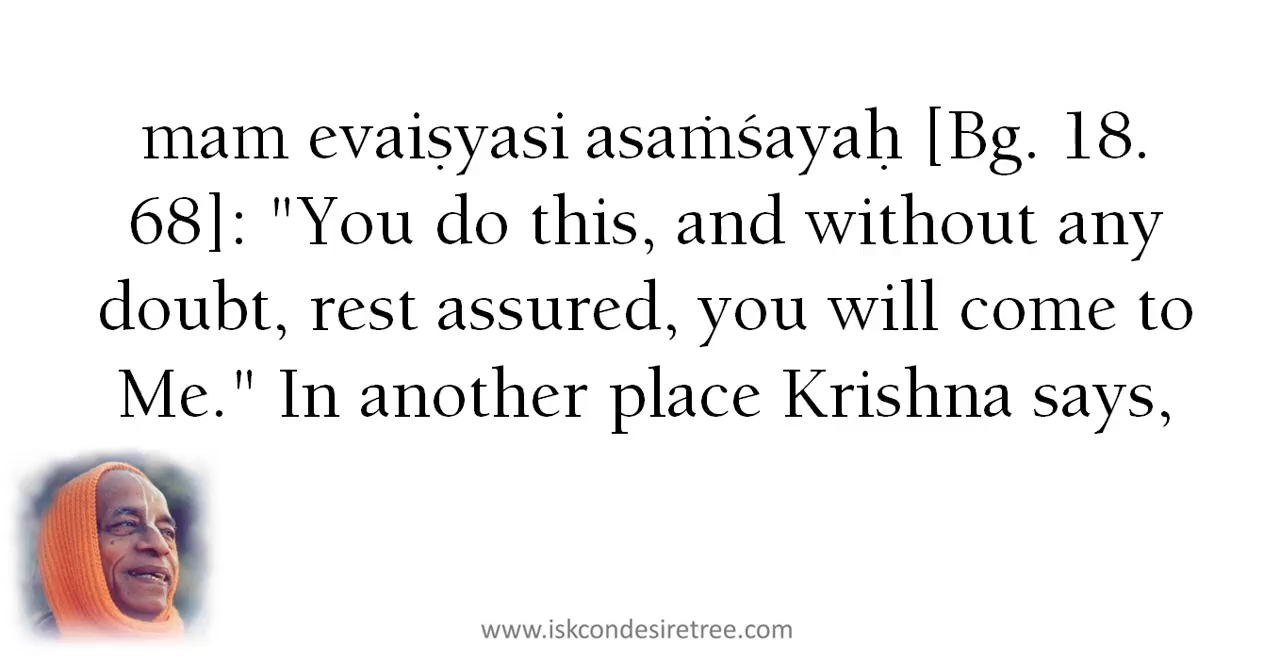 mam evaiṣyasi asaṁśayaḥ [Bg. 18.
68]: "You do this, and without any
doubt, rest assured, you will come to
Me." In another place Krishna says,
www.iskcondesiretree.com